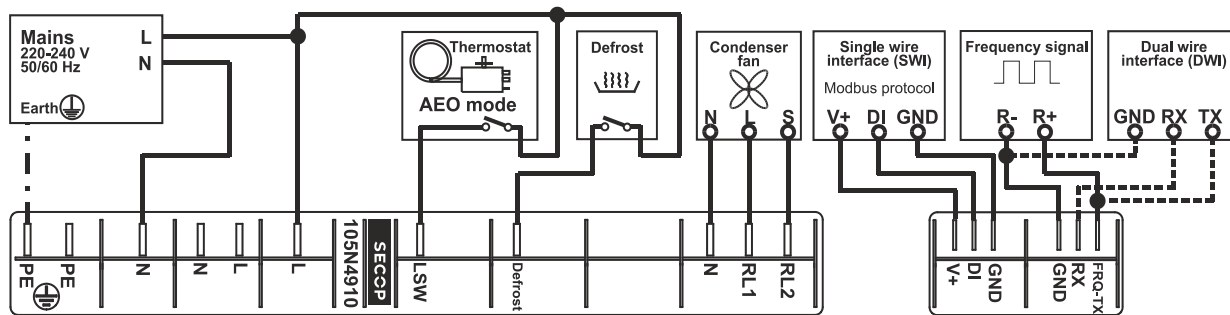 Mains
220-240 V
50/60 Hz
L
N
Earth
Thermostat
AEO mode
Defrost
Condenser
fan
N L S
Single wire
interface (SWI)
Modbus protocol
V+ DI GND
Frequency signal
R- R+
Dual wire
interface (DWI)
GND RX TX
PE
PE
N
N
L
L
105N4910
SECOP
LSW
Defrost
N
RL1
RL2
V+
DI
GND
GND
RX
FRQ-TX